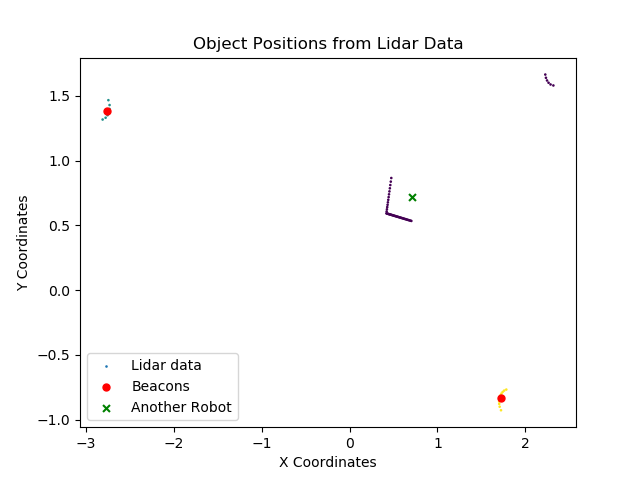 Object Positions from Lidar Data
Y Coordinates
1.5
1.0
0.5
0.0
−0.5
−1.0
Lidar data
Beacons
Another Robot
−3
−2
−1
0
1
2
X Coordinates